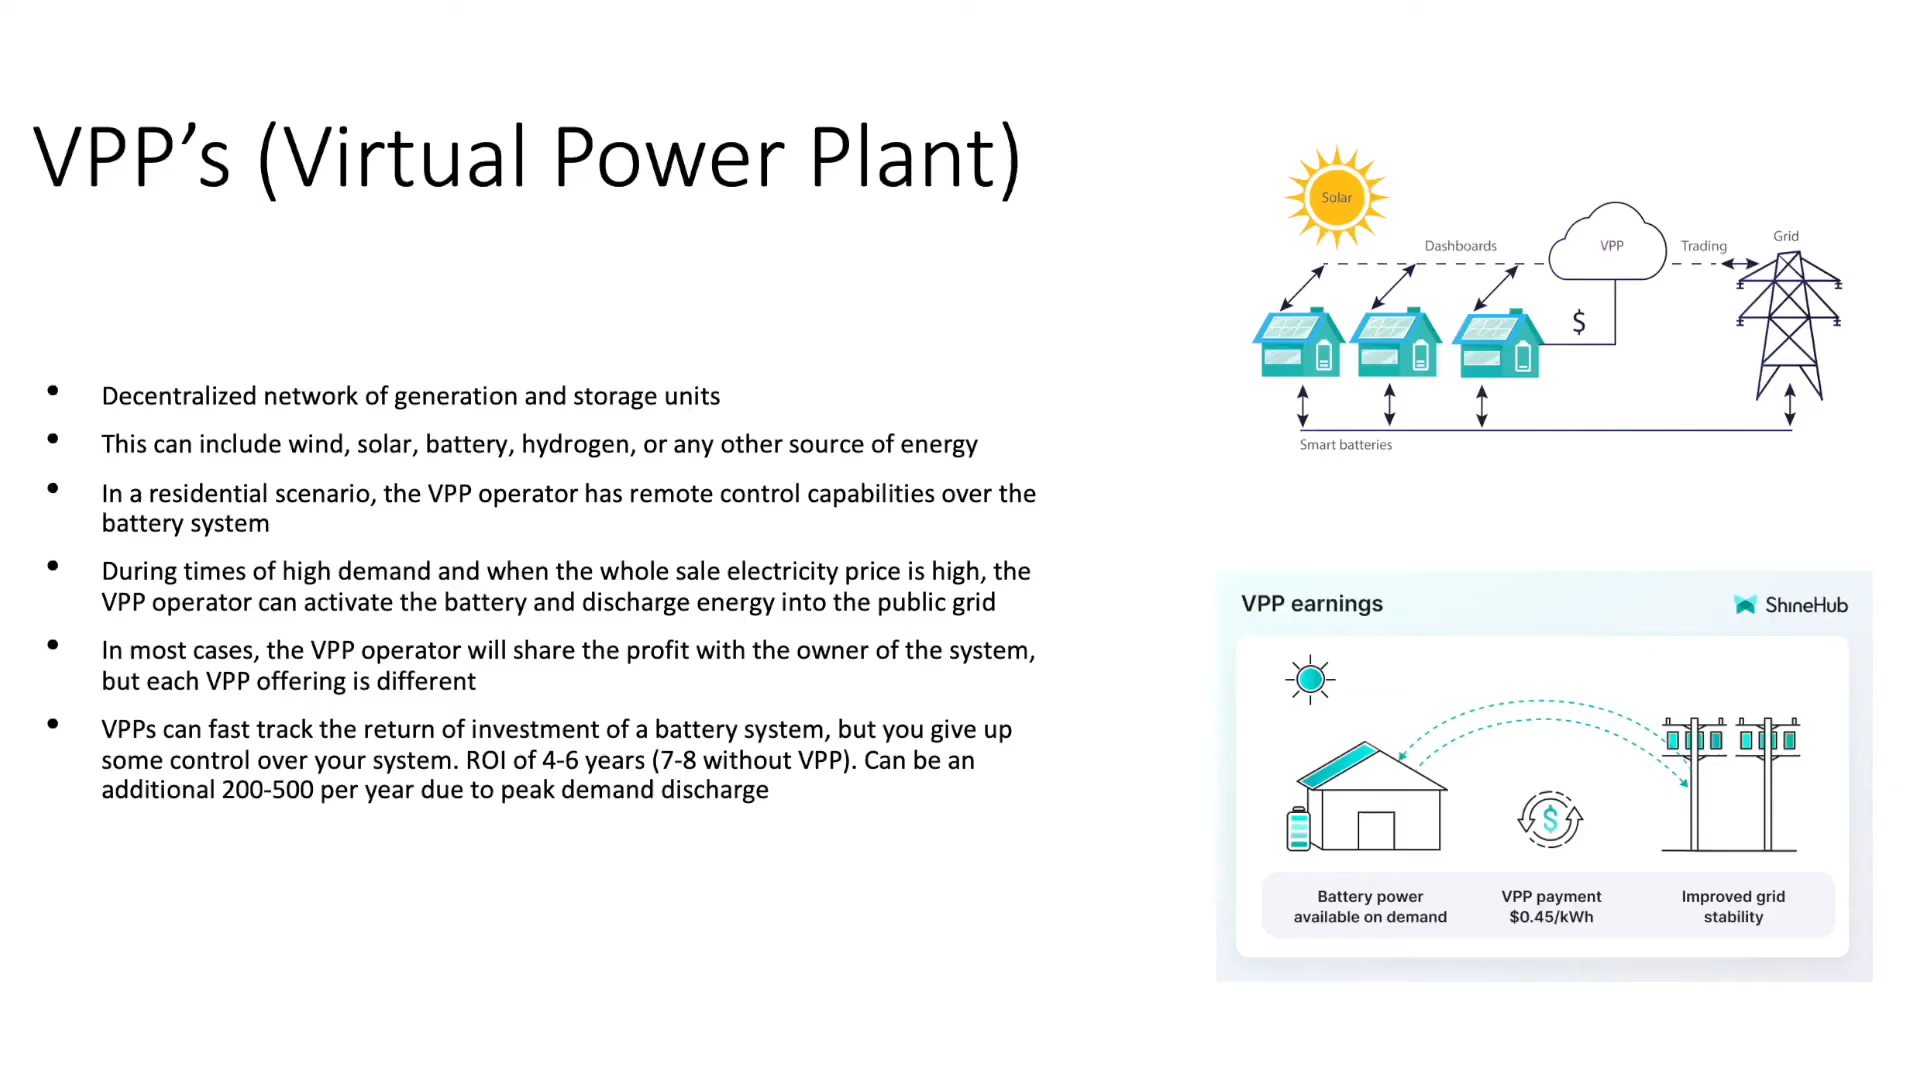 VPP’s (Virtual Power Plant)
• Decentralized network of generation and storage units
• This can include wind, solar, battery, hydrogen, or any other source of energy
• In a residential scenario, the VPP operator has remote control capabilities over the
battery system
• During times of high demand and when the whole sale electricity price is high, the
VPP operator can activate the battery and discharge energy into the public grid
• In most cases, the VPP operator will share the profit with the owner of the system,
but each VPP offering is different
• VPPs can fast track the return of investment of a battery system, but you give up
some control over your system. ROI of 4-6 years (7-8 without VPP). Can be an
additional 200-500 per year due to peak demand discharge
Solar
Dashboards
VPP
Trading
Grid
$
Smart batteries
VPP earnings
ShineHub
$
Battery power
available on demand
VPP payment
$0.45/kWh
Improved grid
stability